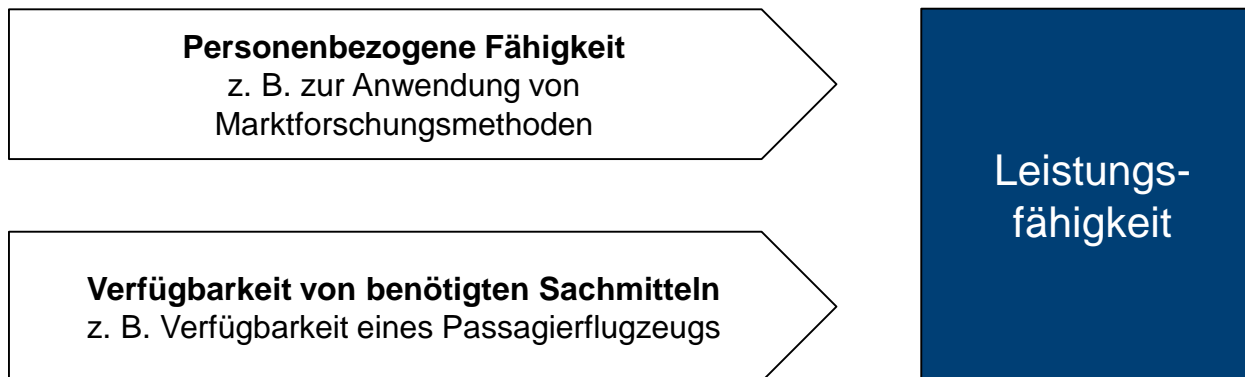 Personenbezogene Fähigkeit
z. B. zur Anwendung von
Marktforschungsmethoden
Leistungs-
fähigkeit
Verfügbarkeit von benötigten Sachmitteln
z. B. Verfügbarkeit eines Passagierflugzeugs